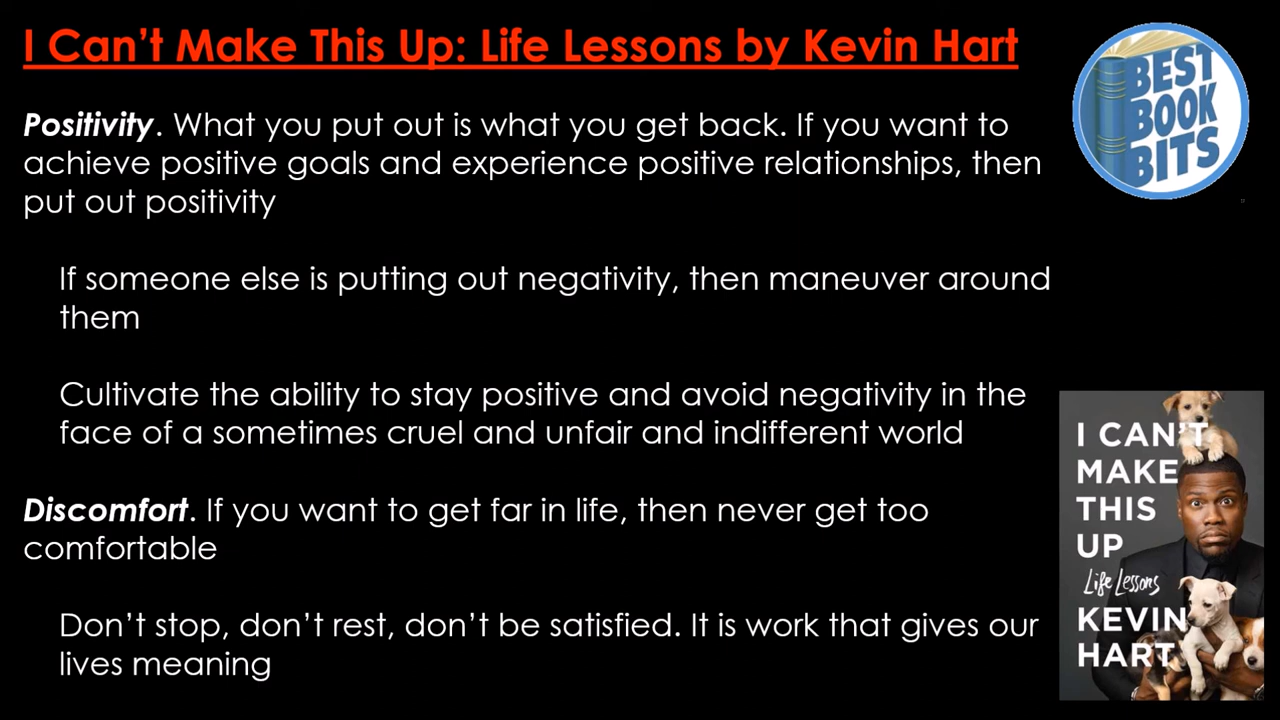 I Can’t Make This Up: Life Lessons by Kevin Hart
BEST
BOOK
BITS
Positivity. What you put out is what you get back. If you want to
achieve positive goals and experience positive relationships, then
put out positivity
If someone else is putting out negativity, then maneuver around
them
Cultivate the ability to stay positive and avoid negativity in the
face of a sometimes cruel and unfair and indifferent world
Discomfort. If you want to get far in life, then never get too
comfortable
Don’t stop, don’t rest, don’t be satisfied. It is work that gives our
lives meaning
I CAN'T
MAKE
THIS
UP
Life Lessons
KEVIN
HART